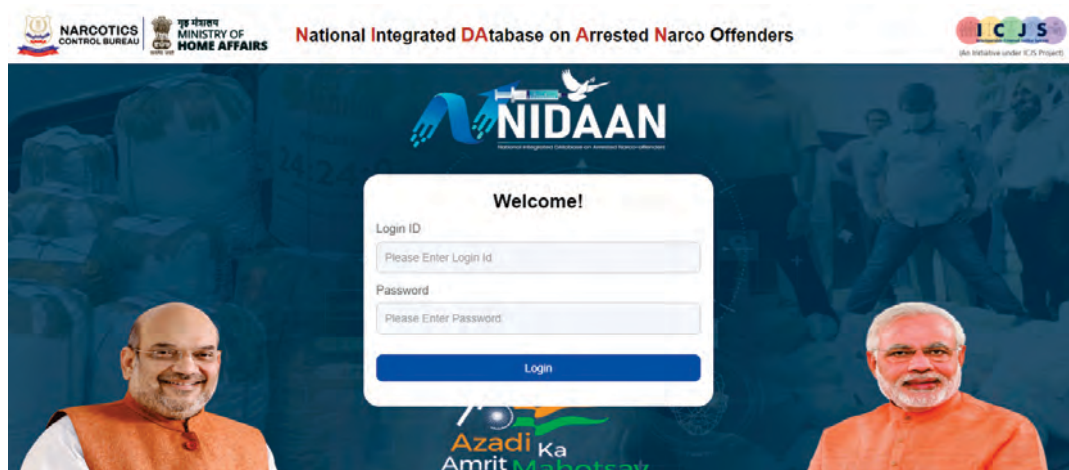 NARCOTICS
CONTROL BUREAU
गृह मंत्रालय
MINISTRY OF
HOME AFFAIRS
National Integrated DAtabase on Arrested Narco Offenders
I C J S
(An Initiative under ICJS Project)
NIDAAN
National Integrated Database on Arrested Narco-offenders
Welcome!
Login ID
Please Enter Login Id
Password
Please Enter Password
Login
Azadi Ka
Amrit Mahotsav